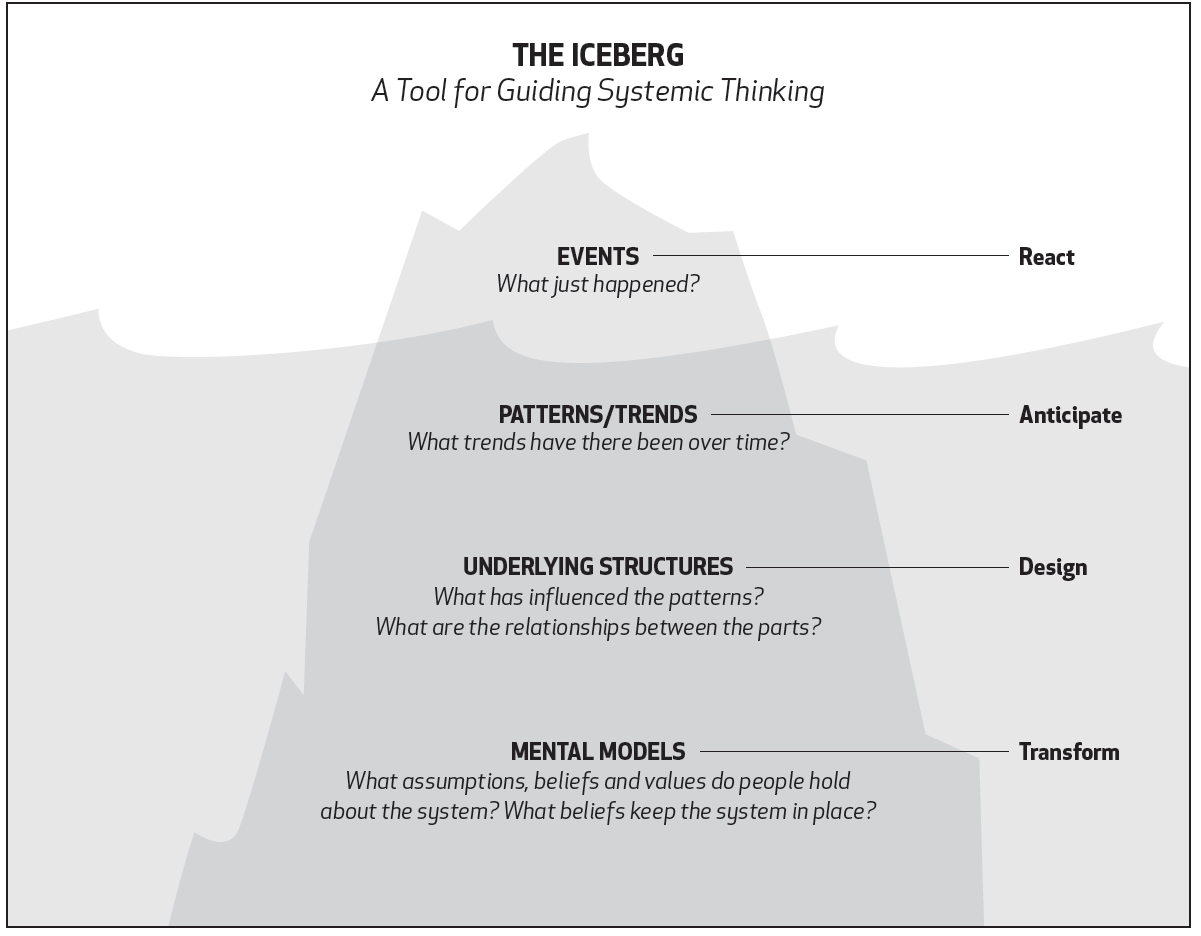 THE ICEBERG
A Tool for Guiding Systemic Thinking
EVENTS React
What just happened?
PATTERNS/TRENDS Anticipate
What trends have there been over time?
UNDERLYING STRUCTURES Design
What has influenced the patterns?
What are the relationships between the parts?
MENTAL MODELS Transform
What assumptions, beliefs and values do people hold
about the system? What beliefs keep the system in place?